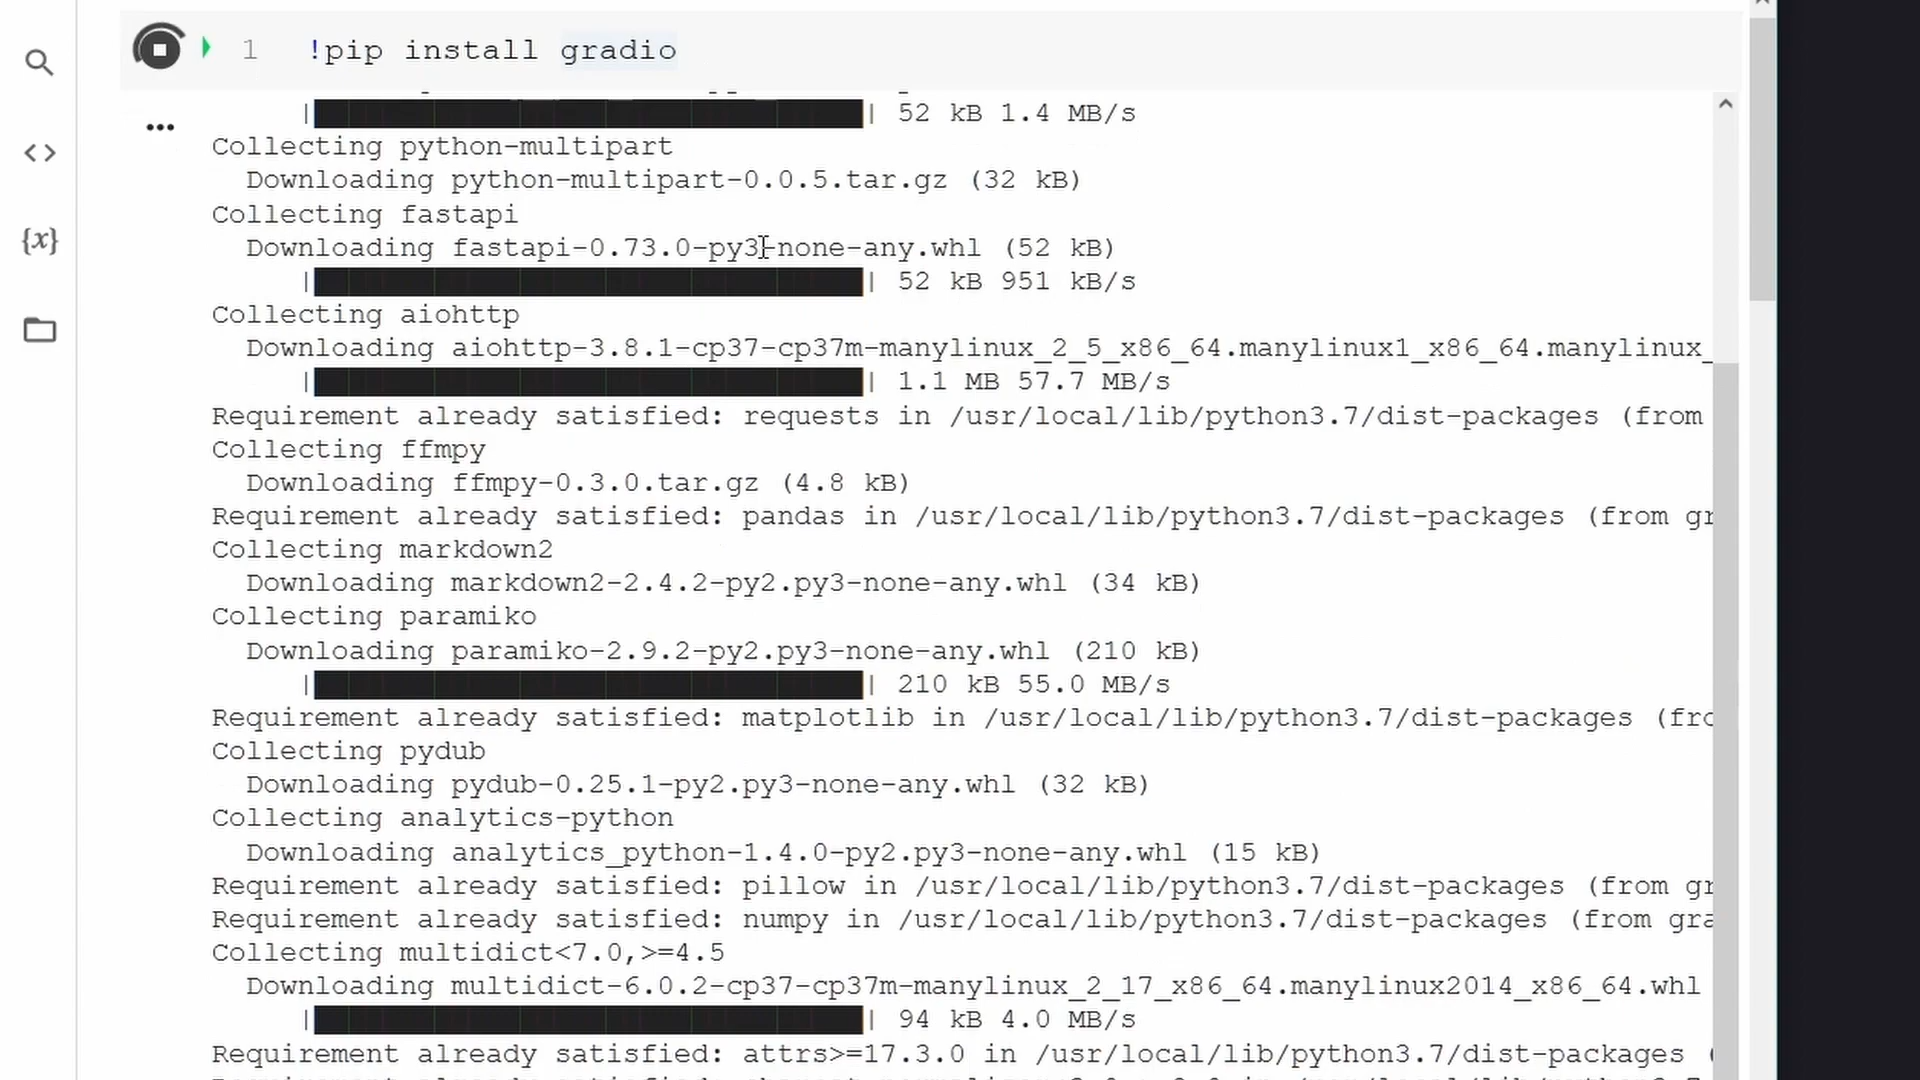 1 !pip install gradio
| 52 kB 1.4 MB/s
Collecting python-multipart
Downloading python-multipart-0.0.5.tar.gz (32 kB)
Collecting fastapi
Downloading fastapi-0.73.0-py3-none-any.whl (52 kB)
| 52 kB 951 kB/s
Collecting aiohttp
Downloading aiohttp-3.8.1-cp37-cp37m-manylinux_2_5_x86_64.manylinux1_x86_64.manylinux_
| 1.1 MB 57.7 MB/s
Requirement already satisfied: requests in /usr/local/lib/python3.7/dist-packages (from
Collecting ffmpy
Downloading ffmpy-0.3.0.tar.gz (4.8 kB)
Requirement already satisfied: pandas in /usr/local/lib/python3.7/dist-packages (from gr
Collecting markdown2
Downloading markdown2-2.4.2-py2.py3-none-any.whl (34 kB)
Collecting paramiko
Downloading paramiko-2.9.2-py2.py3-none-any.whl (210 kB)
| 210 kB 55.0 MB/s
Requirement already satisfied: matplotlib in /usr/local/lib/python3.7/dist-packages (fro
Collecting pydub
Downloading pydub-0.25.1-py2.py3-none-any.whl (32 kB)
Collecting analytics-python
Downloading analytics_python-1.4.0-py2.py3-none-any.whl (15 kB)
Requirement already satisfied: pillow in /usr/local/lib/python3.7/dist-packages (from gr
Requirement already satisfied: numpy in /usr/local/lib/python3.7/dist-packages (from gra
Collecting multidict<7.0,>=4.5
Downloading multidict-6.0.2-cp37-cp37m-manylinux_2_17_x86_64.manylinux2014_x86_64.whl
| 94 kB 4.0 MB/s
Requirement already satisfied: attrs>=17.3.0 in /usr/local/lib/python3.7/dist-packages (